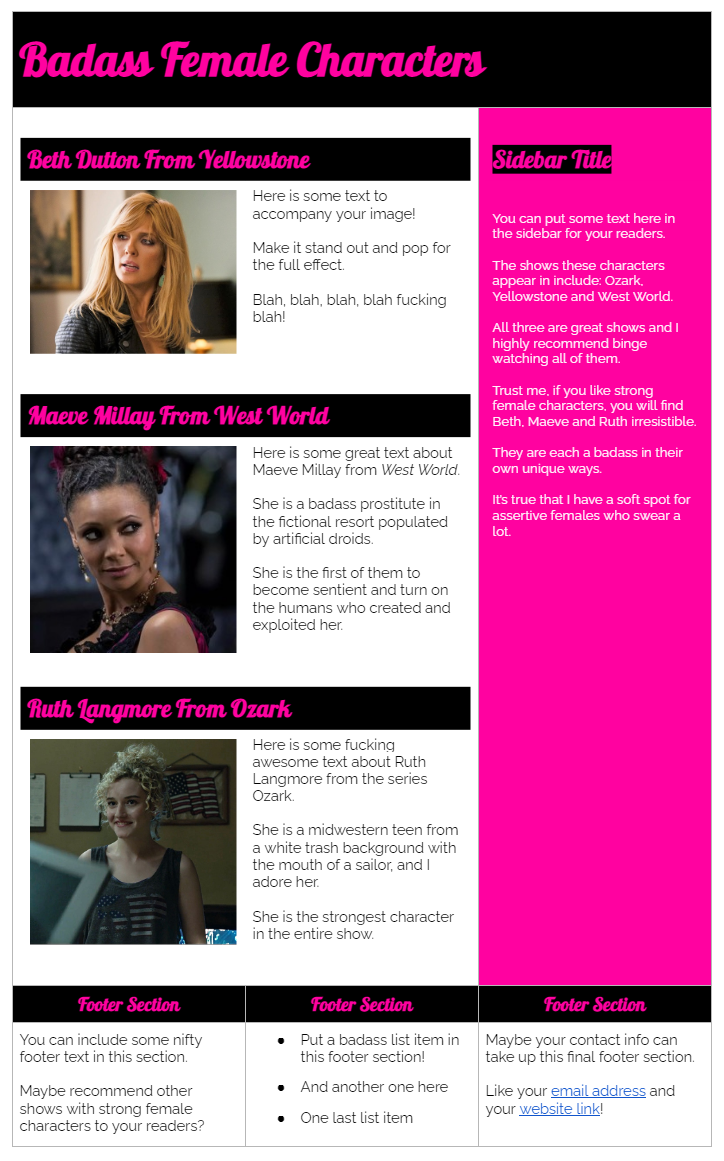 Badass Female Characters
Beth Dutton From Yellowstone
Here is some text to
accompany your image!
Make it stand out and pop for
the full effect.
Blah, blah, blah, blah fucking
blah!
Maeve Millay From West World
Here is some great text about
Maeve Millay from West World.
She is a badass prostitute in
the fictional resort populated
by artificial droids.
She is the first of them to
become sentient and turn on
the humans who created and
exploited her.
Ruth Langmore From Ozark
Here is some fucking
awesome text about Ruth
Langmore from the series
Ozark.
She is a midwestern teen from
a white trash background with
the mouth of a sailor, and I
adore her.
She is the strongest character
in the entire show.
Sidebar Title
You can put some text here in
the sidebar for your readers.
The shows these characters
appear in include: Ozark,
Yellowstone and West World.
All three are great shows and I
highly recommend binge
watching all of them.
Trust me, if you like strong
female characters, you will find
Beth, Maeve and Ruth irresistible.
They are each a badass in their
own unique ways.
It's true that I have a soft spot for
assertive females who swear a
lot.
Footer Section
You can include some nifty
footer text in this section.
Maybe recommend other
shows with strong female
characters to your readers?
Footer Section
● Put a badass list item in
this footer section!
● And another one here
● One last list item
Footer Section
Maybe your contact info can
take up this final footer section.
Like your email address and
your website link!